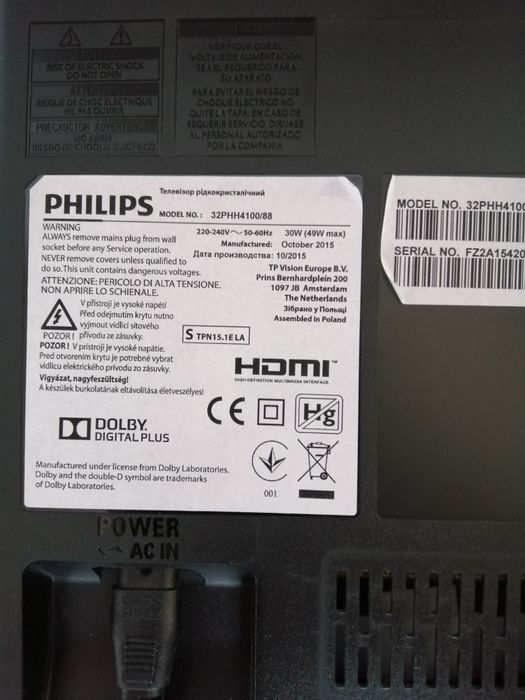 RISK OF ELECTRIC SHOCK
DO NOT OPEN
RISQUE DE CHOC ELECTRIQUE
NE PAS OUVRIR
PRECAUCION
RIESGO DE CHOQUE ELECTRICO
VERIFIQUE QUE EL
VOLTAJE DE ALIMENTACION
SEA EL REQUERIDO PARA
SU APARATO
PARA EVITAR EL RIESGO DE
CHOQUE ELECTRICO NO
QUITE LA TAPA. EN CASO DE
REQUERIR SERVICIO, DIRIJASE
AL PERSONAL AUTORIZADO
POR LA COMPANIA
Телевізор рідкокристалічний
PHILIPS MODEL NO. : 32PHH4100/88
WARNING
ALWAYS remove mains plug from wall
socket before any Service operation.
NEVER remove covers unless qualified to
do so. This unit contains dangerous voltages.
ATTENZIONE: PERICOLO DI ALTA TENSIONE.
NON APRIRE LO SCHIENALE.
V přístroji je vysoké napětí
Před odejmutím krytu nutno
vyjmout vidlici síťového
POZOR! přívodu ze zásuvky.
POZOR! V prístroji je vysoké napätie.
Pred otvorením krytu je potrebné vybrat
vidlicu elektrického prívodu zo zásuvky.
Vigyázat, nagyfeszültség!
A készülek burkolatának eltávolítása életveszélyes!
220-240V~ 50-60Hz 30W (49W max)
Manufactured: October 2015
Дата производства: 10/2015
TP Vision Europe B.V.
Prins Bernhardplein 200
1097 JB Amsterdam
The Netherlands
Зібрано у Польщі
Assembled in Poland
S TPN15.1E LA
HDMI™
HIGH-DEFINITION MULTIMEDIA INTERFACE
CE
Hg
DOLBY
DIGITAL PLUS
Manufactured under license from Dolby Laboratories.
Dolby and the double-D symbol are trademarks
of Dolby Laboratories.
001
MODEL NO. 32PHH4100
SERIAL NO. FZ2A15420
POWER
~ AC IN